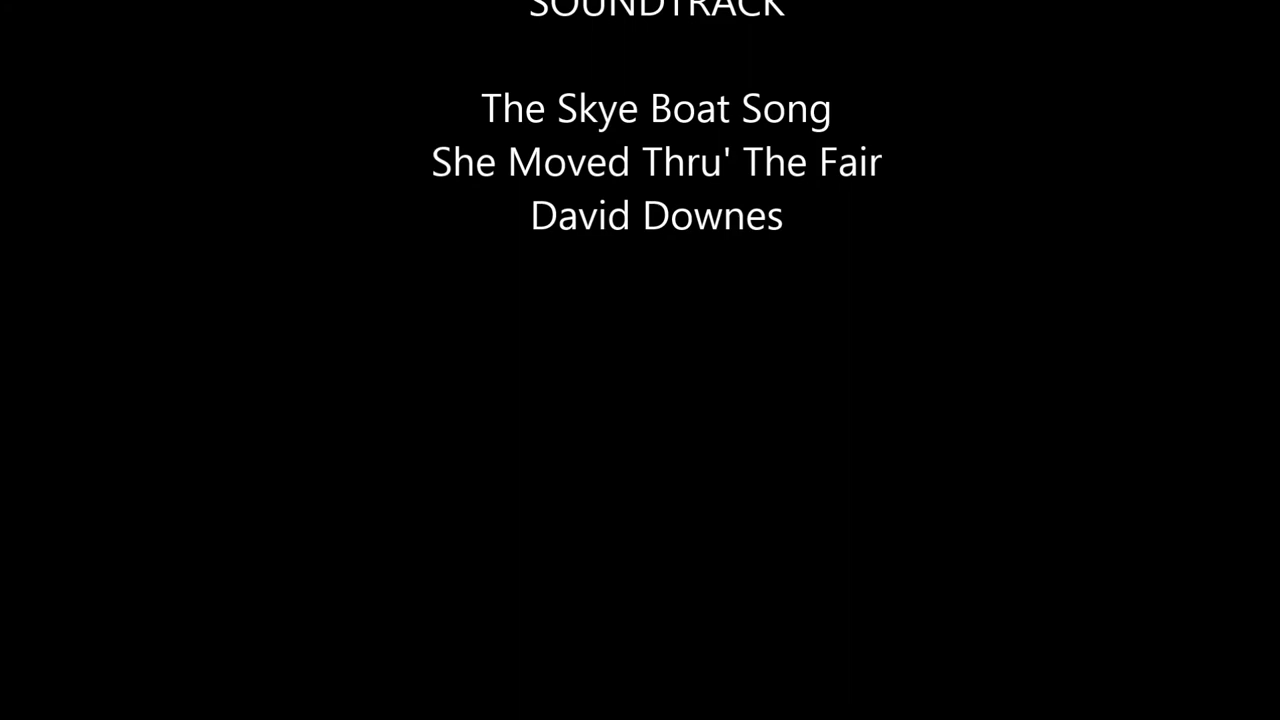 SOUNDTRACK
The Skye Boat Song
She Moved Thru' The Fair
David Downes